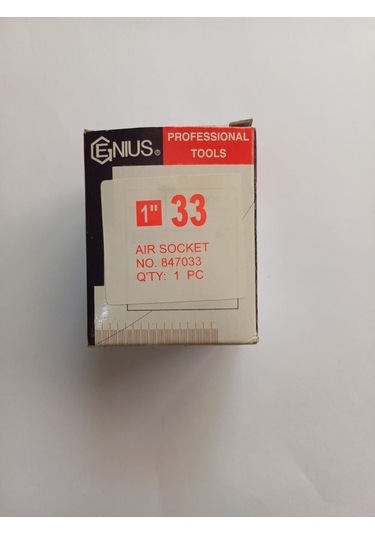 GENIUS®
PROFESSIONAL
TOOLS
1" 33
AIR SOCKET
NO. 847033
Q'TY: 1 PC